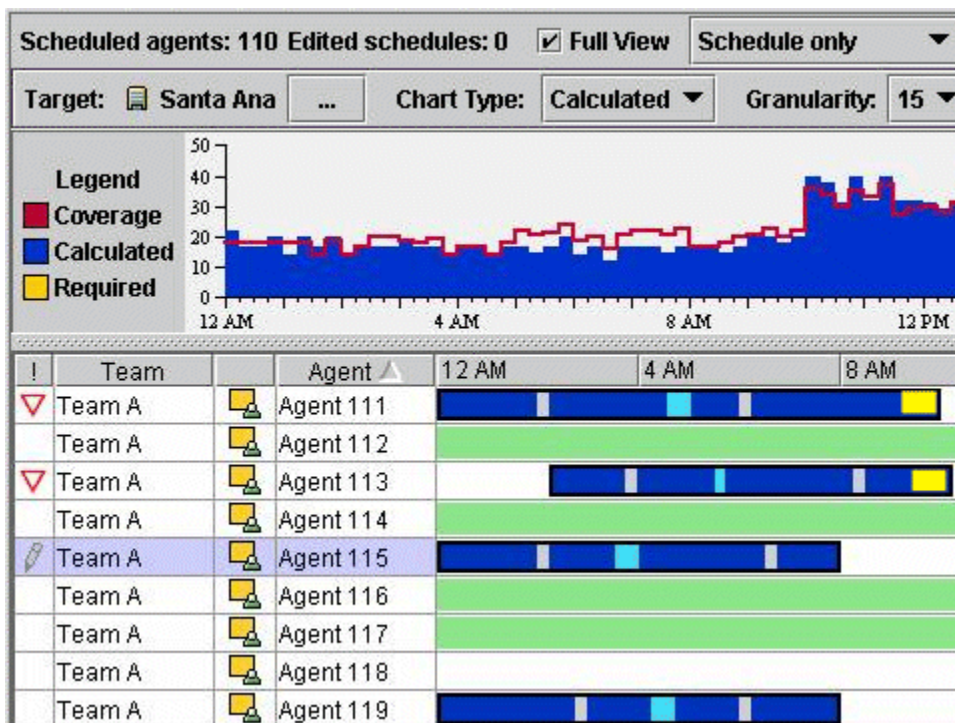 Scheduled agents: 110 Edited schedules: 0 Full View Schedule only
Target: Santa Ana ... Chart Type: Calculated Granularity: 15
Legend
Coverage
Calculated
Required
50
40
30
20
10
0
12 AM 4 AM 8 AM 12 PM
! Team Agent 12 AM 4 AM 8 AM
Team A Agent 111
Team A Agent 112
Team A Agent 113
Team A Agent 114
Team A Agent 115
Team A Agent 116
Team A Agent 117
Team A Agent 118
Team A Agent 119